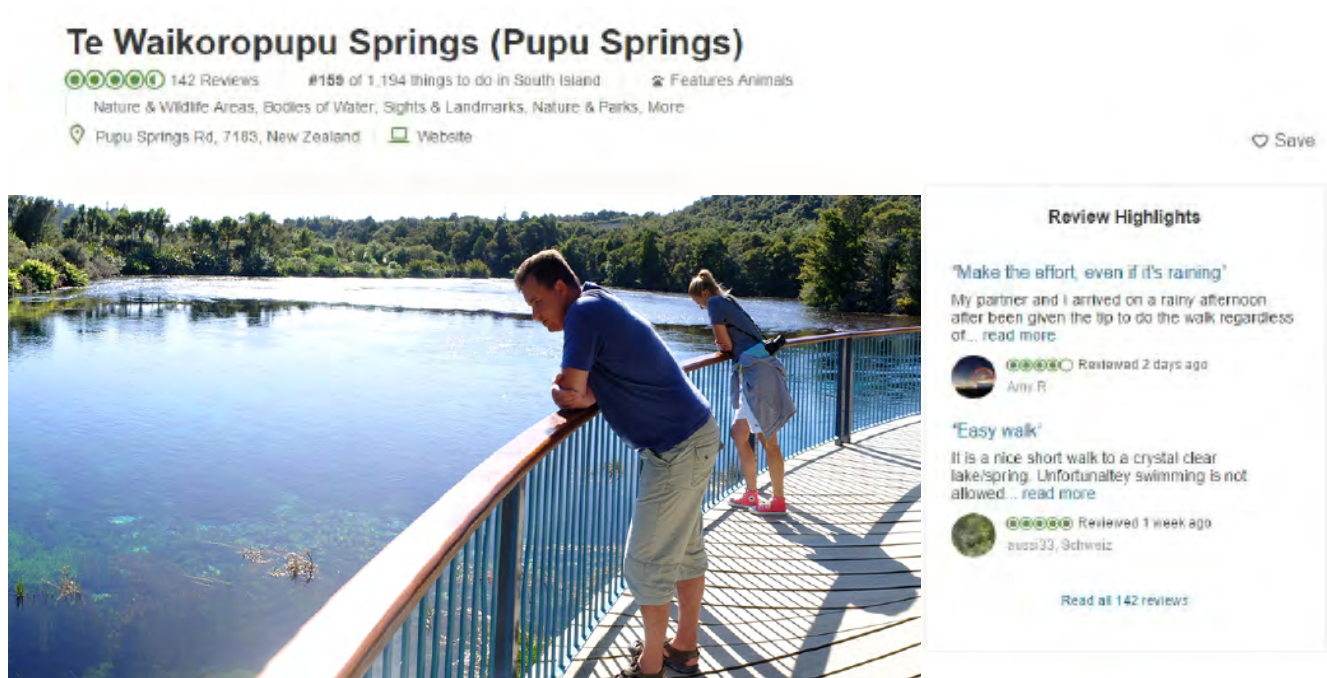 Te Waikoropupu Springs (Pupu Springs)
142 Reviews #159 of 1,194 things to do in South Island Features Animals
Nature & Wildlife Areas, Bodies of Water, Sights & Landmarks, Nature & Parks, More
Pupu Springs Rd, 7183, New Zealand Website
Save
Review Highlights
"Make the effort, even if it's raining"
My partner and I arrived on a rainy afternoon
after been given the tip to do the walk regardless
of... read more
Reviewed 2 days ago
Amy R
"Easy walk"
It is a nice short walk to a crystal clear
lake/spring. Unfortunaltey swimming is not
allowed... read more
Reviewed 1 week ago
aussi33, Schweiz
Read all 142 reviews